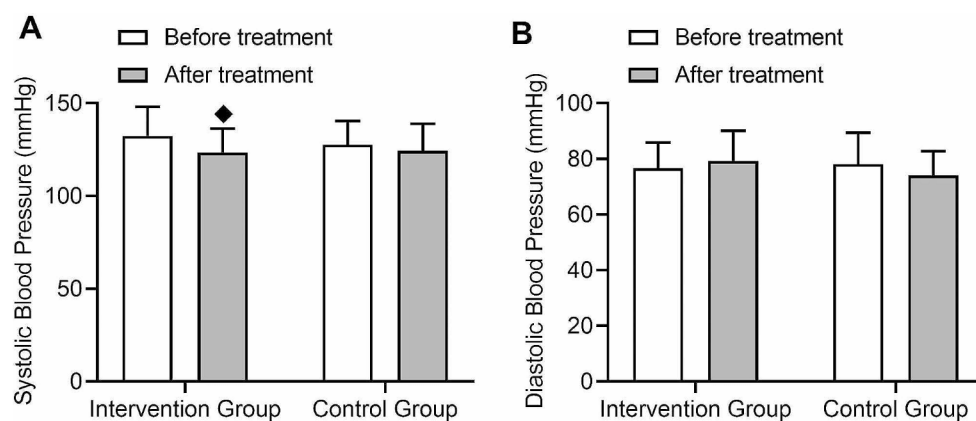 A
Before treatment
After treatment
Systolic Blood Pressure (mmHg)
150
100
50
0
Intervention Group
Control Group
B
Before treatment
After treatment
Diastolic Blood Pressure (mmHg)
100
80
60
40
20
0
Intervention Group
Control Group